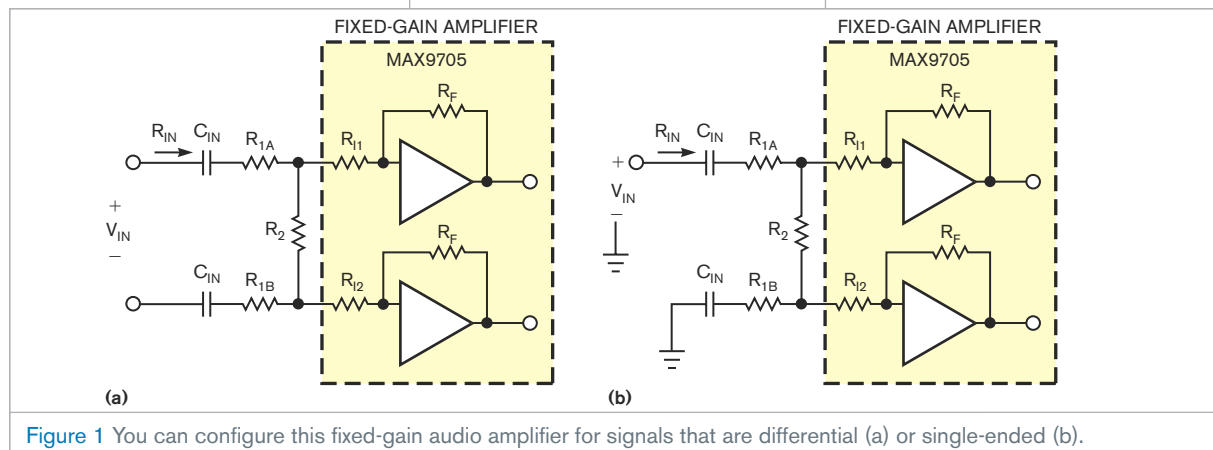 FIXED-GAIN AMPLIFIER
MAX9705
RF
RIN
CIN
R1A
RI1
+
VIN
−
R2
RF
CIN
R1B
RI2
(a)
FIXED-GAIN AMPLIFIER
MAX9705
RF
RIN
CIN
R1A
RI1
+
VIN
−
R2
RF
CIN
R1B
RI2
(b)
Figure 1 You can configure this fixed-gain audio amplifier for signals that are differential (a) or single-ended (b).